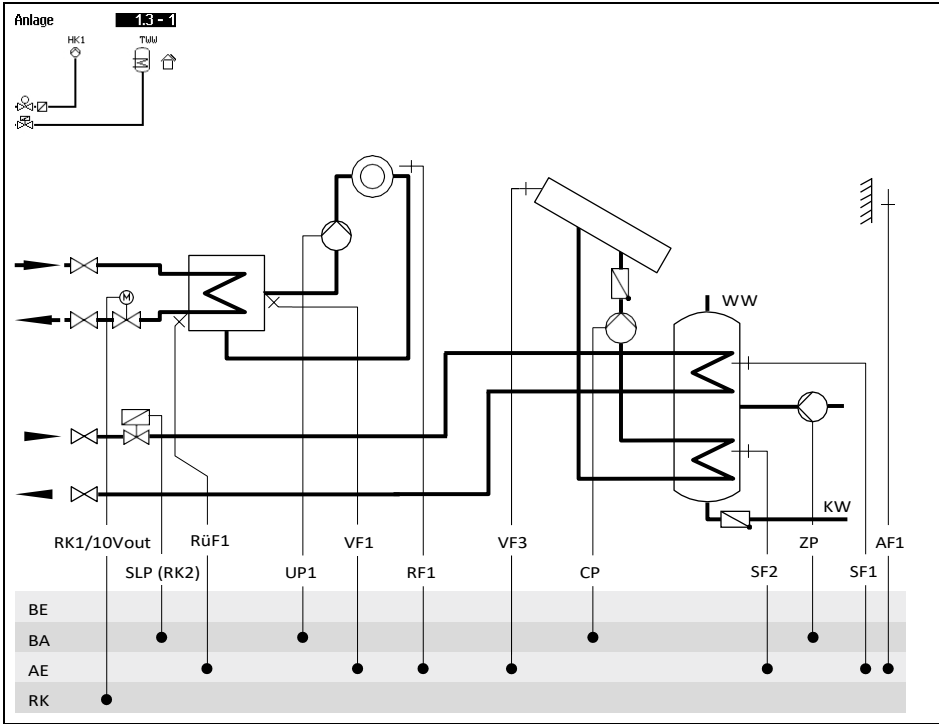 Anlage 1.3 - 1
HK1 TWW
M
WW
KW
RK1/10Vout RüF1 VF1 VF3 ZP AF1
SLP (RK2) UP1 RF1 CP SF2 SF1
BE
BA
AE
RK